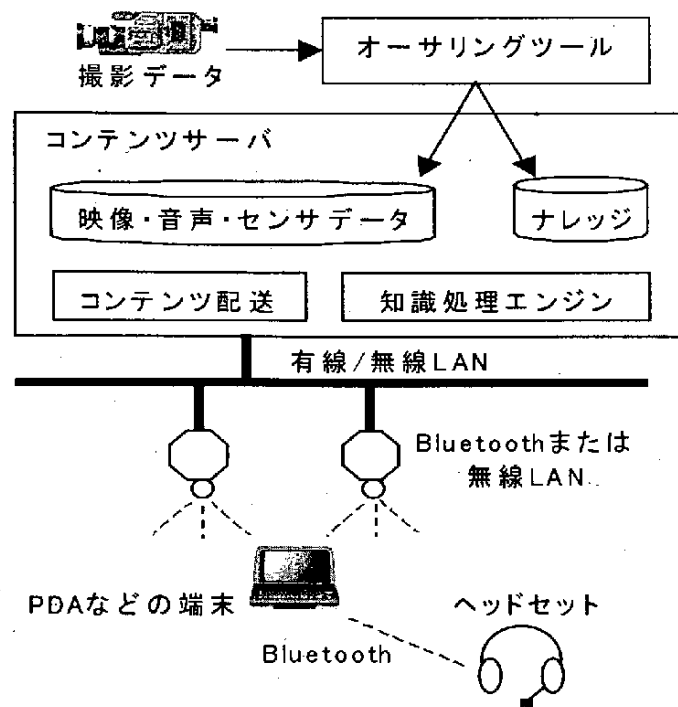 撮影データ
オーサリングツール
コンテンツサーバ
映像・音声・センサデータ
ナレッジ
コンテンツ配送
知識処理エンジン
有線/無線LAN
Bluetoothまたは
無線LAN
PDAなどの端末
ヘッドセット
Bluetooth